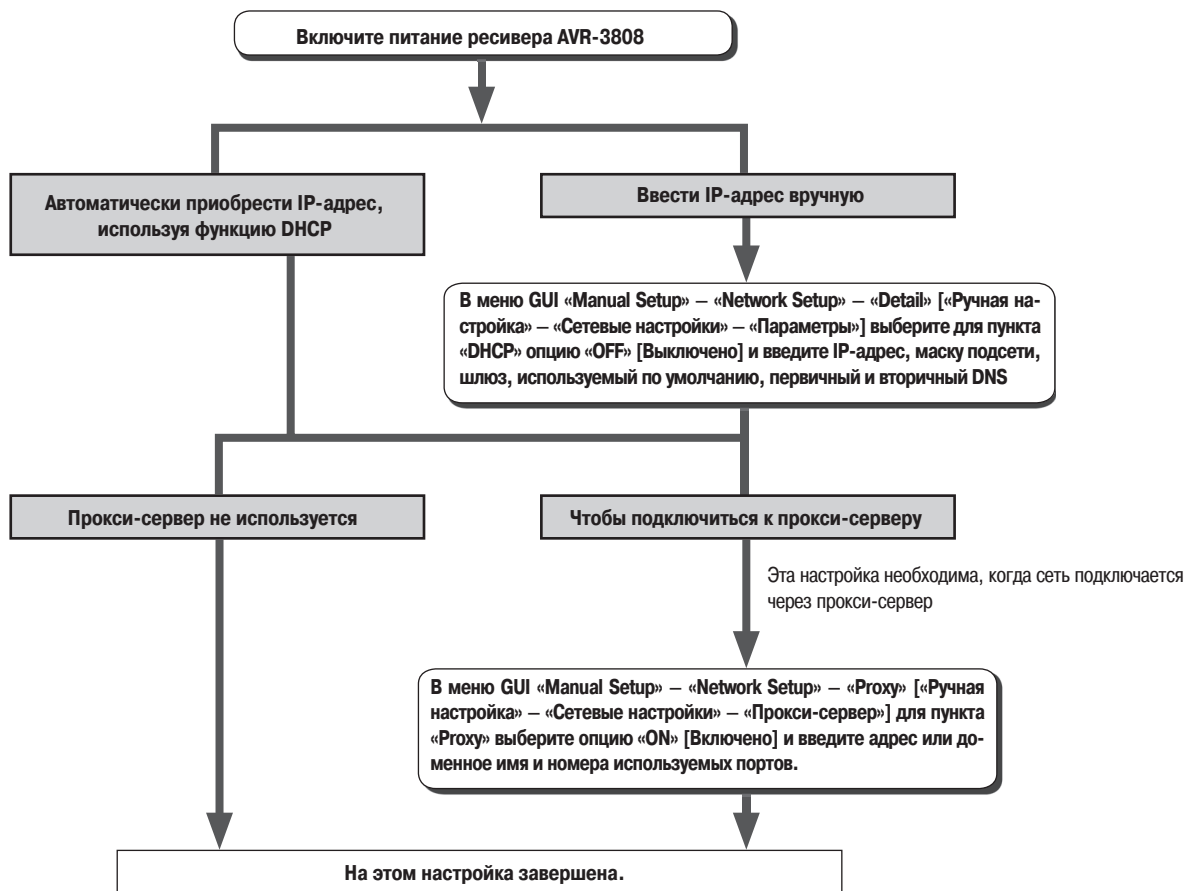 Включите питание ресивера AVR-3808
Автоматически приобрести IP-адрес,
используя функцию DHCP
Ввести IP-адрес вручную
В меню GUI «Manual Setup» – «Network Setup» – «Detail» [«Ручная на-
стройка» – «Сетевые настройки» – «Параметры»] выберите для пункта
«DHCP» опцию «OFF» [Выключено] и введите IP-адрес, маску подсети,
шлюз, используемый по умолчанию, первичный и вторичный DNS
Прокси-сервер не используется
Чтобы подключиться к прокси-серверу
Эта настройка необходима, когда сеть подключается
через прокси-сервер
В меню GUI «Manual Setup» – «Network Setup» – «Proxy» [«Ручная
настройка» – «Сетевые настройки» – «Прокси-сервер»] для пункта
«Proxy» выберите опцию «ON» [Включено] и введите адрес или до-
менное имя и номера используемых портов.
На этом настройка завершена.